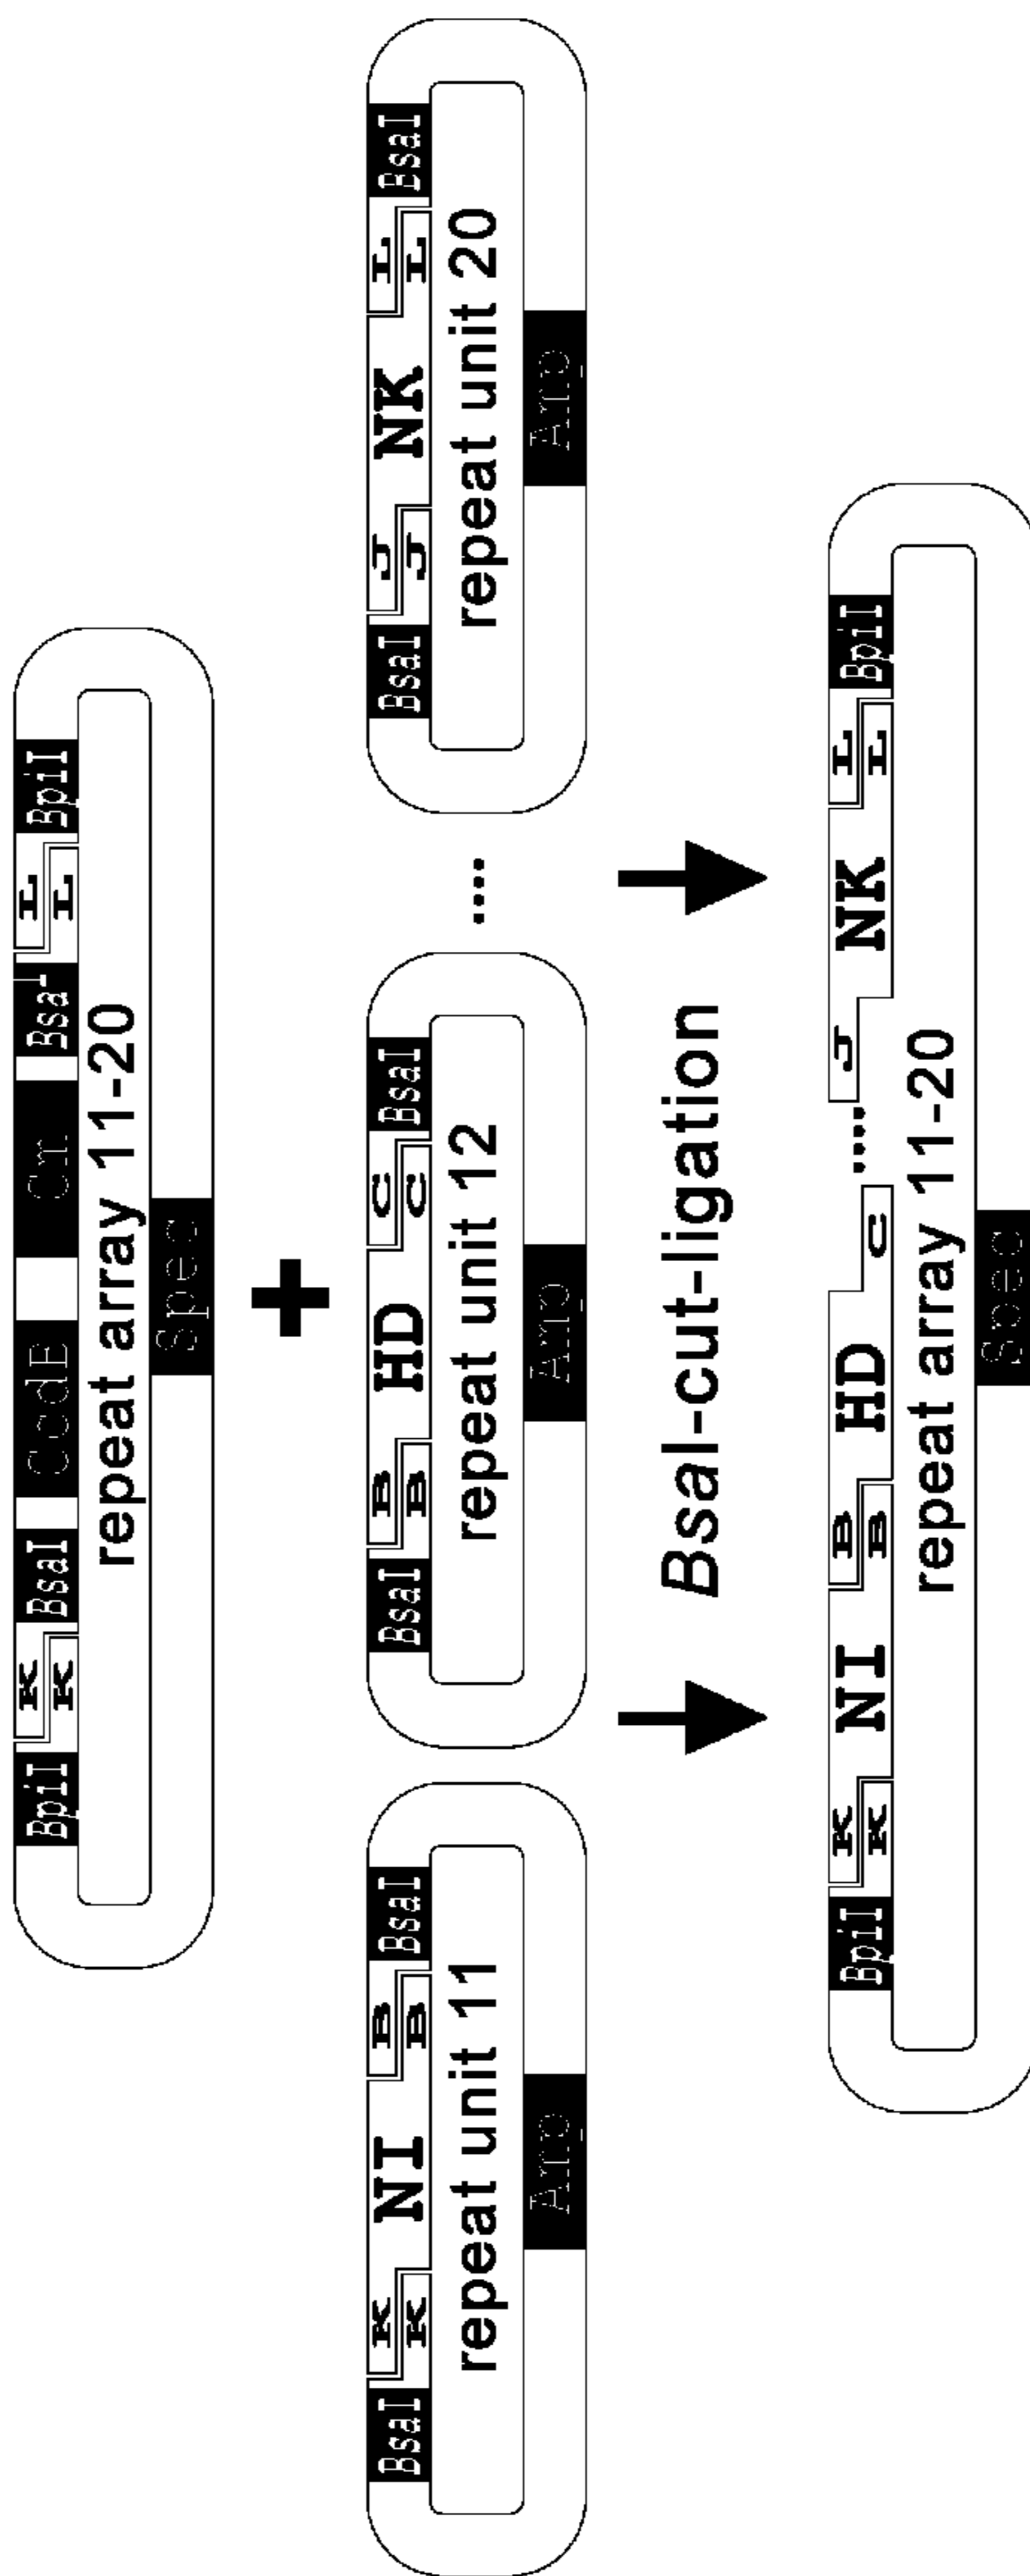 BpiI K K BsaI CcdB Cm BsaI L L BpiI
repeat array 11-20
Spec
+
BsaI K K NI B B BsaI
repeat unit 11
Amp
BsaI B B HD C C BsaI
repeat unit 12
Amp
....
BsaI J J NK L L BsaI
repeat unit 20
Amp
BsaI-cut-ligation
BpiI K K NI B B HD C .... J NK L L BpiI
repeat array 11-20
Spec